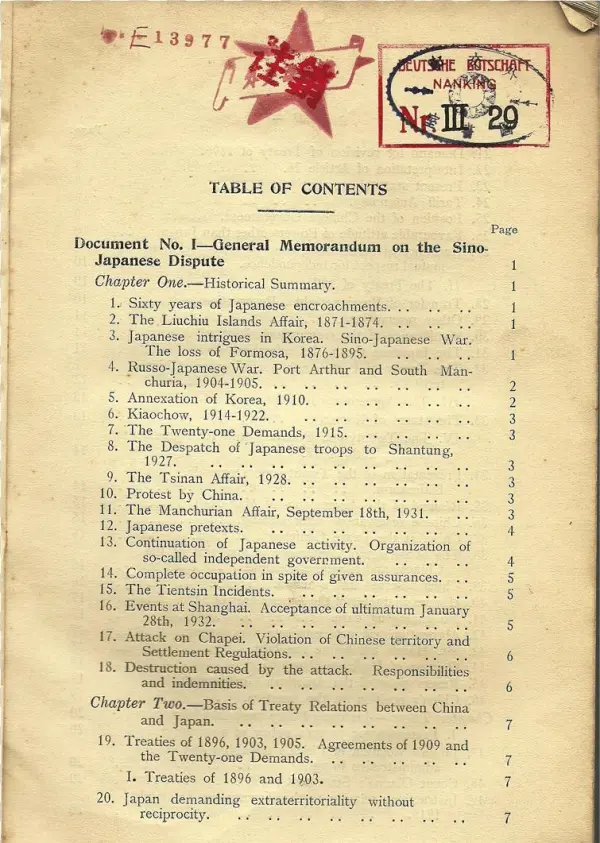 E13977
注銷
DEUTSCHE BOTSCHAFT
NANKING
Nr. III 29
TABLE OF CONTENTS
Page
Document No. I—General Memorandum on the Sino-
Japanese Dispute 1
Chapter One.—Historical Summary. 1
1. Sixty years of Japanese encroachments. . . . . . . 1
2. The Liuchiu Islands Affair, 1871-1874. . . . . . . 1
3. Japanese intrigues in Korea. Sino-Japanese War.
The loss of Formosa, 1876-1895. . . . . . . 1
4. Russo-Japanese War. Port Arthur and South Man-
churia, 1904-1905. . . . . . . . . . . . . . . . 2
5. Annexation of Korea, 1910. . . . . . . . . . . 2
6. Kiaochow, 1914-1922. . . . . . . . . . . . . . 3
7. The Twenty-one Demands, 1915. . . . . . . . . 3
8. The Despatch of Japanese troops to Shantung,
1927. . . . . . . . . . . . . . . . . . . . . 3
9. The Tsinan Affair, 1928. . . . . . . . . . . . . 3
10. Protest by China. . . . . . . . . . . . . . . . 3
11. The Manchurian Affair, September 18th, 1931. . . 3
12. Japanese pretexts. . . . . . . . . . . . . . . . 4
13. Continuation of Japanese activity. Organization of
so-called independent government. . . . . . . 4
14. Complete occupation in spite of given assurances. . . 5
15. The Tientsin Incidents. . . . . . . . . . . . . . 5
16. Events at Shanghai. Acceptance of ultimatum January
28th, 1932. . . . . . . . . . . . . . . . . . . 5
17. Attack on Chapei. Violation of Chinese territory and
Settlement Regulations. . . . . . . . . . . . . . 6
18. Destruction caused by the attack. Responsibilities
and indemnities. . . . . . . . . . . . . . . . . 6
Chapter Two.—Basis of Treaty Relations between China
and Japan. . . . . . . . . . . . . . . . . . . 7
19. Treaties of 1896, 1903, 1905. Agreements of 1909 and
the Twenty-one Demands. . . . . . . . . . . 7
I. Treaties of 1896 and 1903. 7
20. Japan demanding extraterritoriality without
reciprocity. . . . . . . . . . . . . . . . . . 7